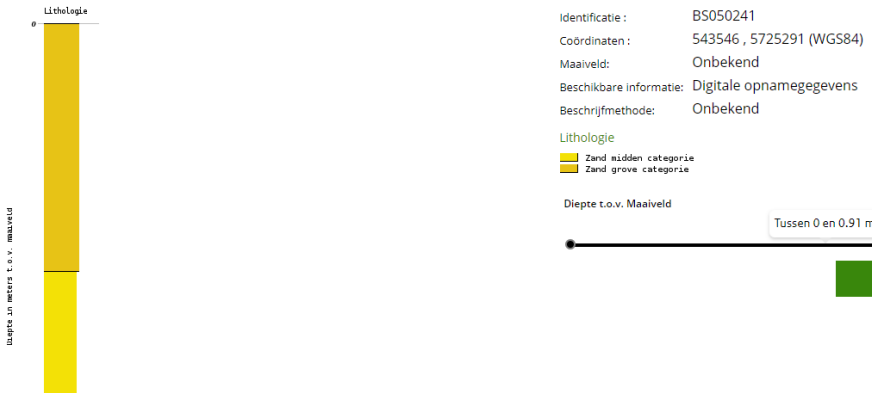 Lithologie
0
Diepte in meters t.o.v. maaiveld
Identificatie : BS050241
Coördinaten : 543546 , 5725291 (WGS84)
Maaiveld: Onbekend
Beschikbare informatie: Digitale opnamegegevens
Beschrijfmethode: Onbekend
Lithologie
Zand midden categorie
Zand grove categorie
Diepte t.o.v. Maaiveld
Tussen 0 en 0.91 m